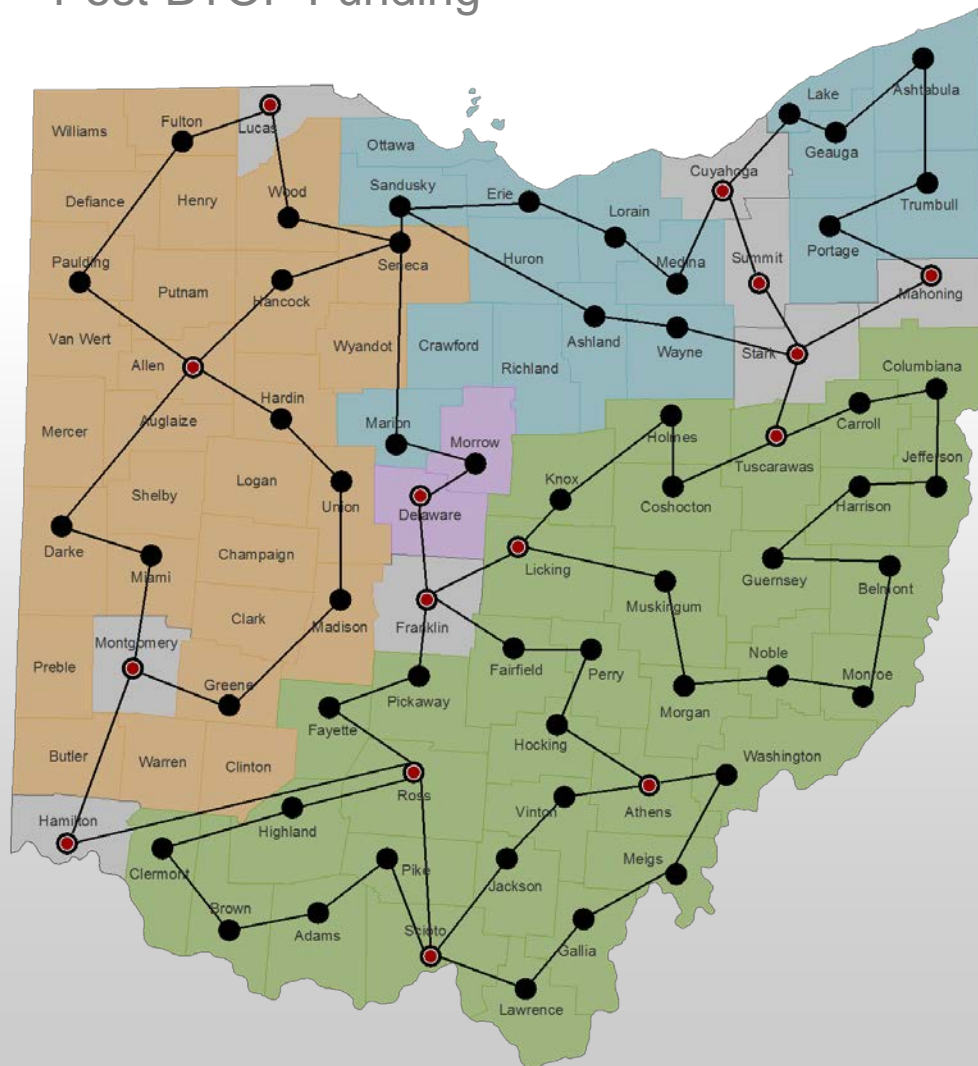 Post BTOP Funding
Lake
Ashtabula
Williams
Fulton
Lucas
Ottawa
Geauga
Cuyahoga
Defiance
Henry
Wood
Sandusky
Erie
Lorain
Trumbull
Portage
Paulding
Putnam
Hancock
Seneca
Huron
Medina
Summit
Mahoning
Van Wert
Allen
Wyandot
Crawford
Richland
Ashland
Wayne
Stark
Columbiana
Mercer
Auglaize
Hardin
Marion
Morrow
Holmes
Carroll
Tuscarawas
Jefferson
Shelby
Logan
Union
Delaware
Knox
Coshocton
Harrison
Darke
Miami
Champaign
Licking
Guernsey
Belmont
Clark
Madison
Franklin
Muskingum
Preble
Montgomery
Greene
Pickaway
Fairfield
Perry
Noble
Monroe
Morgan
Fayette
Hocking
Washington
Butler
Warren
Clinton
Ross
Vinton
Athens
Hamilton
Highland
Clermont
Pike
Jackson
Meigs
Brown
Adams
Scioto
Gallia
Lawrence